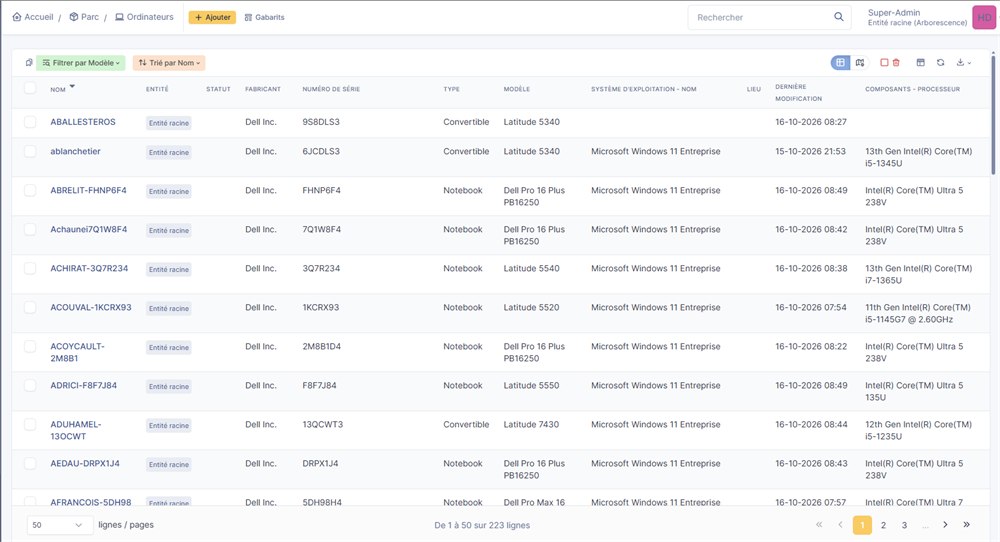 Accueil / Parc / Ordinateurs + Ajouter Gabarits Rechercher Super-Admin HD
Entité racine (Arborescence)
Filtrer par Modèle Trié par Nom
NOM ENTITÉ STATUT FABRICANT NUMÉRO DE SÉRIE TYPE MODÈLE SYSTÈME D'EXPLOITATION - NOM LIEU DERNIÈRE MODIFICATION COMPOSANTS - PROCESSEUR
ABALLESTEROS Entité racine Dell Inc. 9S8DLS3 Convertible Latitude 5340 16-10-2026 08:27
ablanchetier Entité racine Dell Inc. 6JCDLS3 Convertible Latitude 5340 Microsoft Windows 11 Entreprise 15-10-2026 21:53 13th Gen Intel(R) Core(TM)
i5-1345U
ABRELIT-FHNP6F4 Entité racine Dell Inc. FHNP6F4 Notebook Dell Pro 16 Plus Microsoft Windows 11 Entreprise 16-10-2026 08:49 Intel(R) Core(TM) Ultra 5
PB16250 238V
Achaunei7Q1W8F4 Entité racine Dell Inc. 7Q1W8F4 Notebook Dell Pro 16 Plus Microsoft Windows 11 Entreprise 16-10-2026 08:42 Intel(R) Core(TM) Ultra 5
PB16250 238V
ACHIRAT-3Q7R234 Entité racine Dell Inc. 3Q7R234 Notebook Latitude 5540 Microsoft Windows 11 Entreprise 16-10-2026 08:38 13th Gen Intel(R) Core(TM)
i7-1365U
ACOUVAL-1KCRX93 Entité racine Dell Inc. 1KCRX93 Notebook Latitude 5520 Microsoft Windows 11 Entreprise 16-10-2026 07:54 11th Gen Intel(R) Core(TM)
i5-1145G7 @ 2.60GHz
ACOYCAULT- Entité racine Dell Inc. 2M8B1D4 Notebook Dell Pro 16 Plus Microsoft Windows 11 Entreprise 16-10-2026 08:22 Intel(R) Core(TM) Ultra 5
2M8B1 PB16250 238V
ADRICI-F8F7J84 Entité racine Dell Inc. F8F7J84 Notebook Latitude 5550 Microsoft Windows 11 Entreprise 16-10-2026 08:49 Intel(R) Core(TM) Ultra 5
135U
ADUHAMEL- Entité racine Dell Inc. 13QCWT3 Convertible Latitude 7430 Microsoft Windows 11 Entreprise 16-10-2026 08:44 12th Gen Intel(R) Core(TM)
13OCWT i5-1235U
AEDAU-DRPX1J4 Entité racine Dell Inc. DRPX1J4 Notebook Dell Pro 16 Plus Microsoft Windows 11 Entreprise 16-10-2026 08:43 Intel(R) Core(TM) Ultra 5
PB16250 238V
AFRANCOIS-5DH98 Entité racine Dell Inc. 5DH98H4 Notebook Dell Pro Max 16 Microsoft Windows 11 Entreprise 16-10-2026 07:57 Intel(R) Core(TM) Ultra 7
50 lignes / pages De 1 à 50 sur 223 lignes « ‹ 1 2 3 ... › »